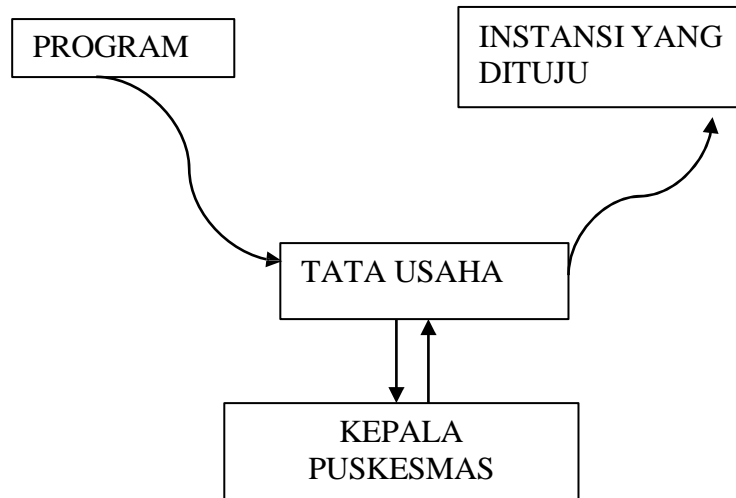 PROGRAM
INSTANSI YANG
DITUJU
TATA USAHA
KEPALA
PUSKESMAS